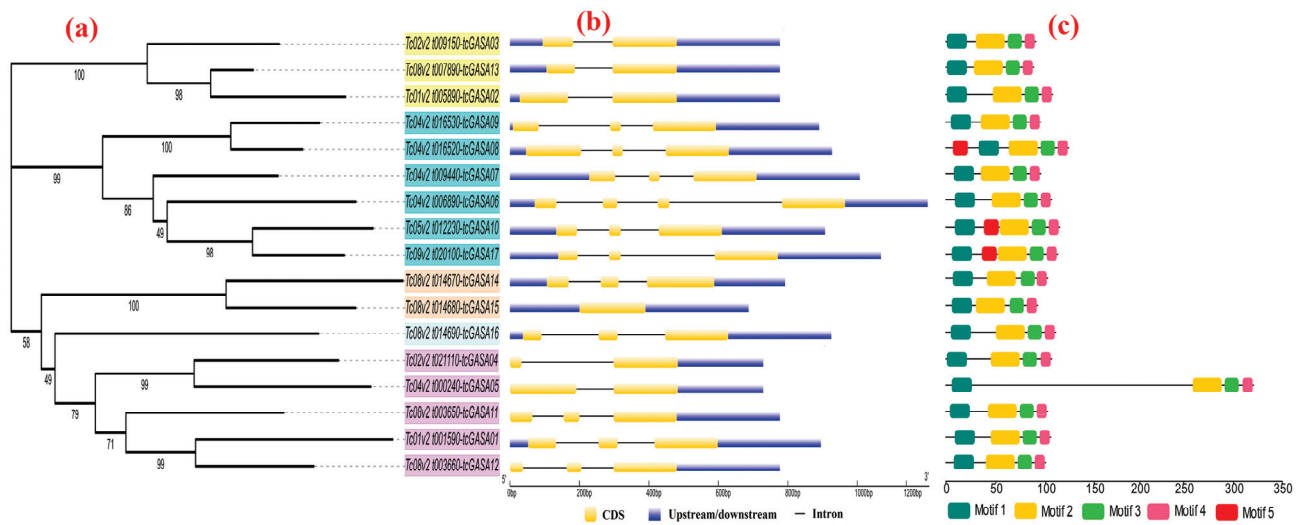 (a)
(b)
(c)
Tc02v2_t009150-tcGASA03
Tc08v2_t007890-tcGASA13
Tc01v2_t005890-tcGASA02
Tc04v2_t016530-tcGASA09
Tc04v2_t016520-tcGASA08
Tc04v2_t009440-tcGASA07
Tc04v2_t006890-tcGASA06
Tc05v2_t012230-tcGASA10
Tc09v2_t020100-tcGASA17
Tc08v2_t014670-tcGASA14
Tc08v2_t014680-tcGASA15
Tc08v2_t014690-tcGASA16
Tc02v2_t021110-tcGASA04
Tc04v2_t000240-tcGASA05
Tc08v2_t003650-tcGASA11
Tc01v2_t001590-tcGASA01
Tc08v2_t003660-tcGASA12
100
98
100
99
86
49
98
100
58
49
99
79
71
99
5'
3'
0bp 200bp 400bp 600bp 800bp 1000bp 1200bp
CDS Upstream/downstream Intron
0 50 100 150 200 250 300 350
Motif 1 Motif 2 Motif 3 Motif 4 Motif 5